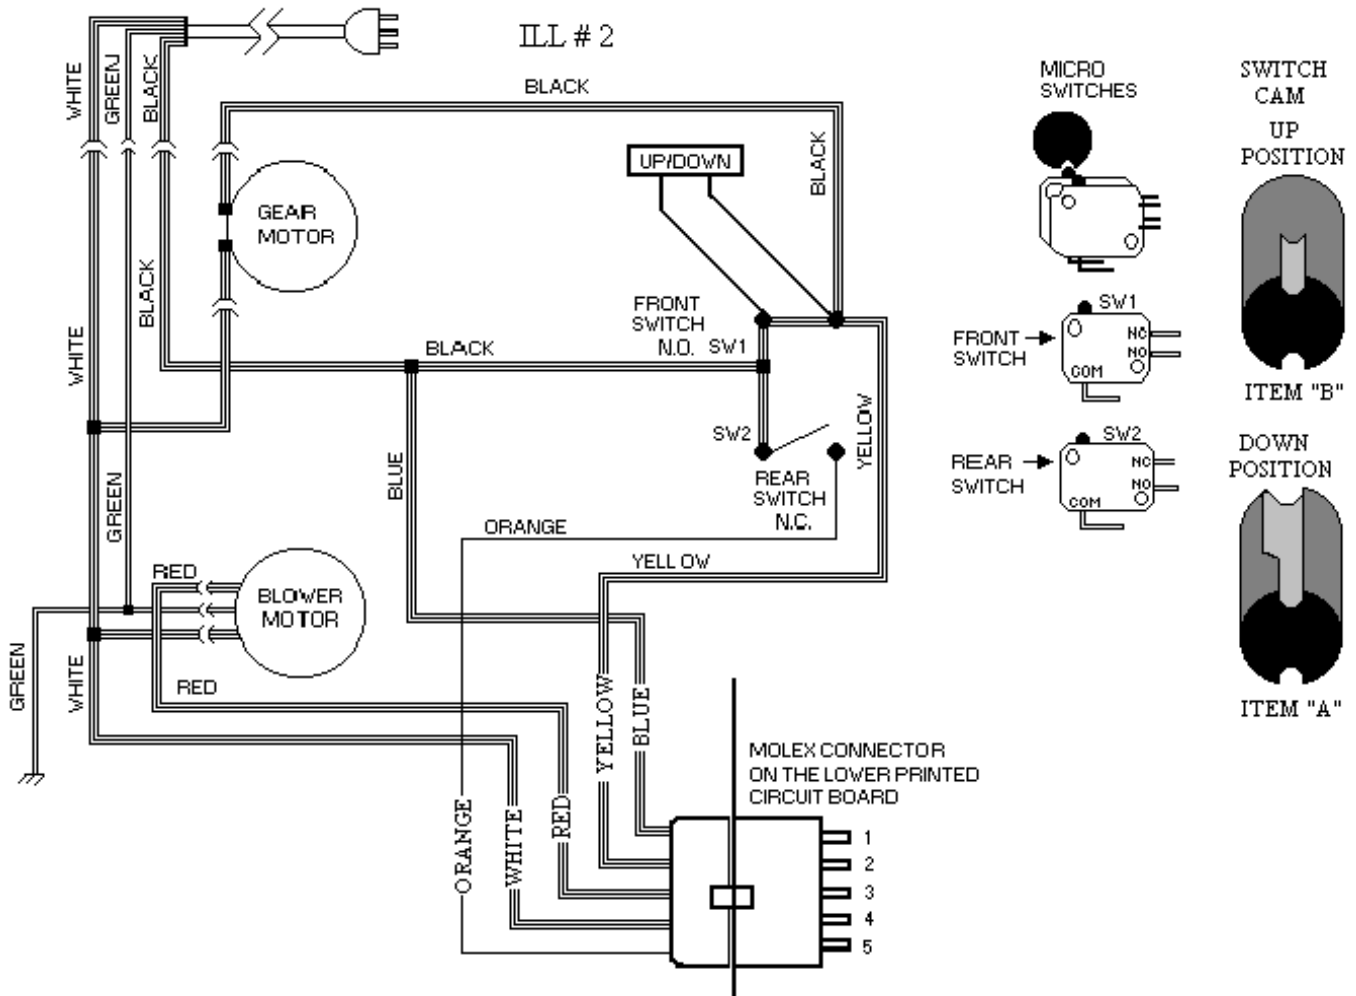 ILL # 2
WHITE
GREEN
BLACK
BLACK
BLACK
UP/DOWN
GEAR
MOTOR
BLACK
WHITE
FRONT
SWITCH
N.O.
SW1
BLACK
SW2
YELLOW
BLUE
REAR
SWITCH
N.C.
GREEN
ORANGE
YELLOW
RED
BLOWER
MOTOR
GREEN
WHITE
RED
YELLOW
BLUE
ORANGE
WHITE
RED
MOLEX CONNECTOR
ON THE LOWER PRINTED
CIRCUIT BOARD
1
2
3
4
5
MICRO
SWITCHES
SW1
FRONT
SWITCH
NC
NO
COM
SW2
REAR
SWITCH
NC
NO
COM
SWITCH
CAM
UP
POSITION
ITEM "B"
DOWN
POSITION
ITEM "A"